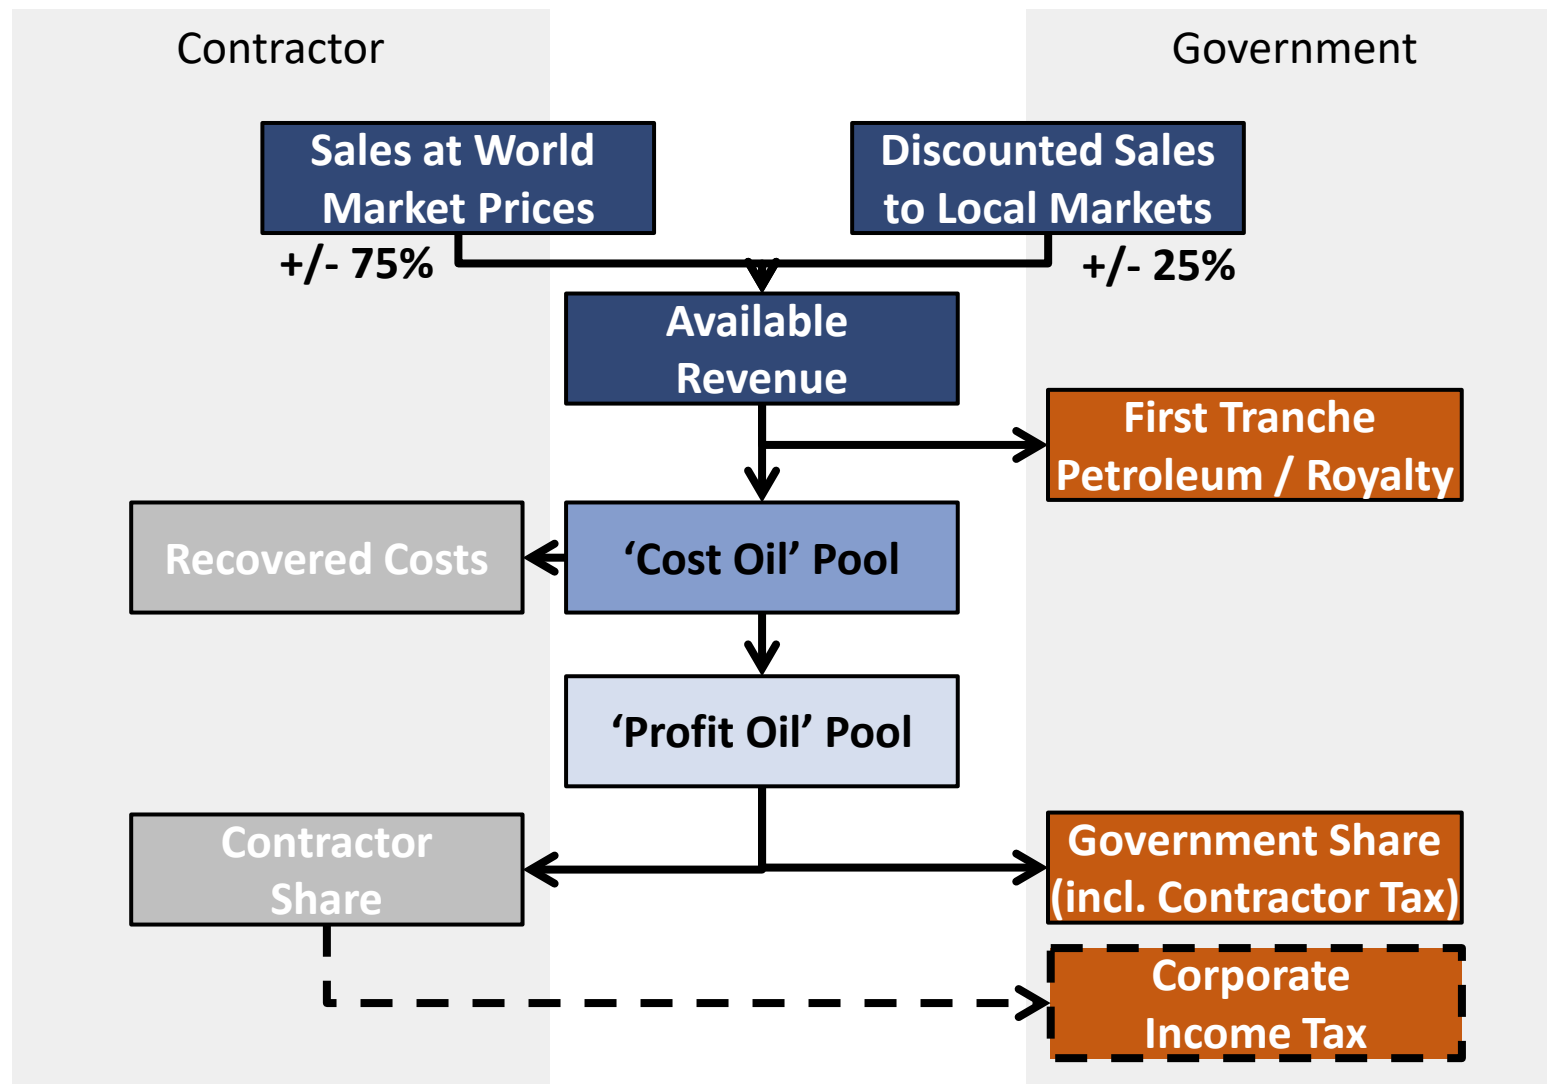 Contractor
Government
Sales at World
Market Prices
Discounted Sales
to Local Markets
+/- 75%
+/- 25%
Available
Revenue
First Tranche
Petroleum / Royalty
Recovered Costs
‘Cost Oil’ Pool
‘Profit Oil’ Pool
Contractor
Share
Government Share
(incl. Contractor Tax)
Corporate
Income Tax